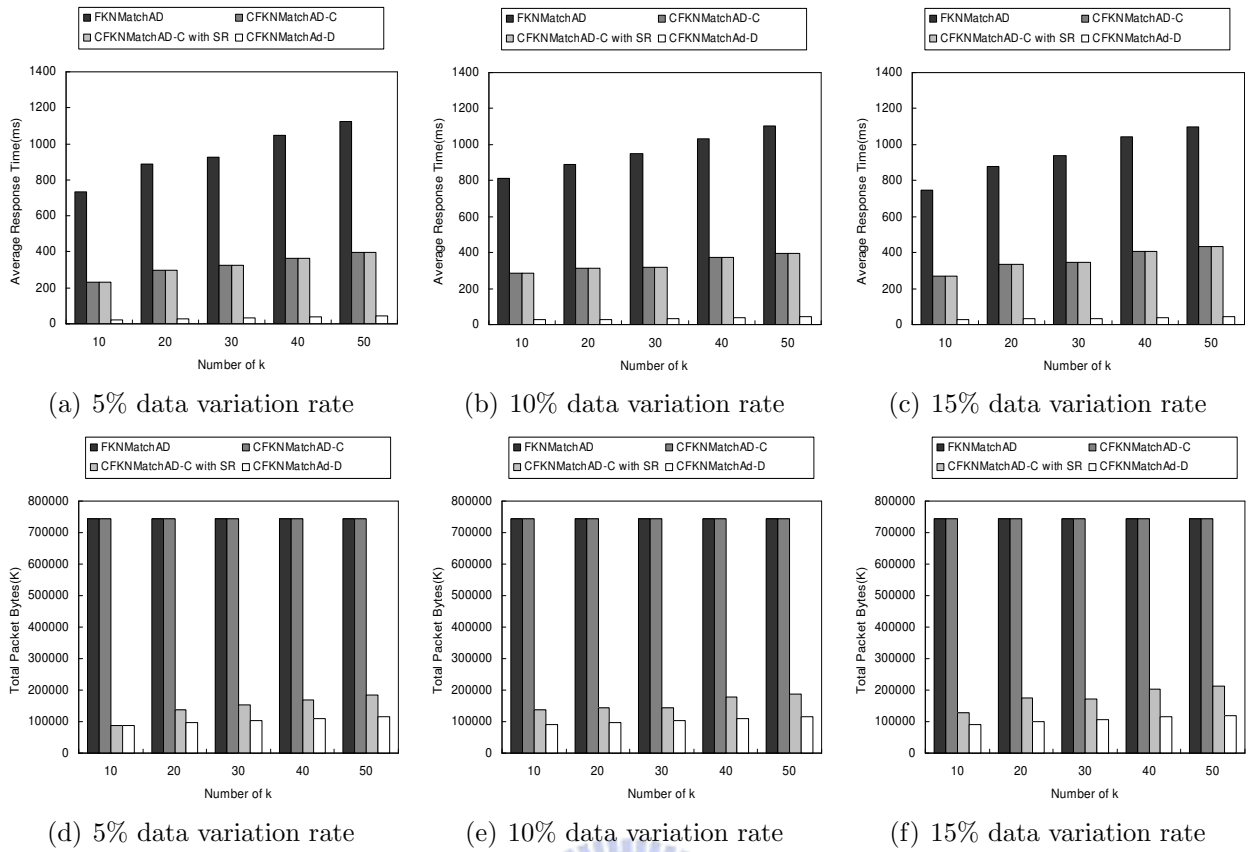 FKNMatchAD CFKNMatchAD-C
CFKNMatchAD-C with SR CFKNMatchAd-D
1400
1200
1000
800
600
400
200
0
Average Response Time(ms)
10 20 30 40 50
Number of k
(a) 5% data variation rate
FKNMatchAD CFKNMatchAD-C
CFKNMatchAD-C with SR CFKNMatchAd-D
1400
1200
1000
800
600
400
200
0
Average Response Time(ms)
10 20 30 40 50
Number of k
(b) 10% data variation rate
FKNMatchAD CFKNMatchAD-C
CFKNMatchAD-C with SR CFKNMatchAd-D
1400
1200
1000
800
600
400
200
0
Average Response Time(ms)
10 20 30 40 50
Number of k
(c) 15% data variation rate
FKNMatchAD CFKNMatchAD-C
CFKNMatchAD-C with SR CFKNMatchAd-D
800000
700000
600000
500000
400000
300000
200000
100000
0
Total Packet Bytes(K)
10 20 30 40 50
Number of k
(d) 5% data variation rate
FKNMatchAD CFKNMatchAD-C
CFKNMatchAD-C with SR CFKNMatchAd-D
800000
700000
600000
500000
400000
300000
200000
100000
0
Total Packet Bytes(K)
10 20 30 40 50
Number of k
(e) 10% data variation rate
FKNMatchAD CFKNMatchAD-C
CFKNMatchAD-C with SR CFKNMatchAd-D
800000
700000
600000
500000
400000
300000
200000
100000
0
Total Packet Bytes(K)
10 20 30 40 50
Number of k
(f) 15% data variation rate